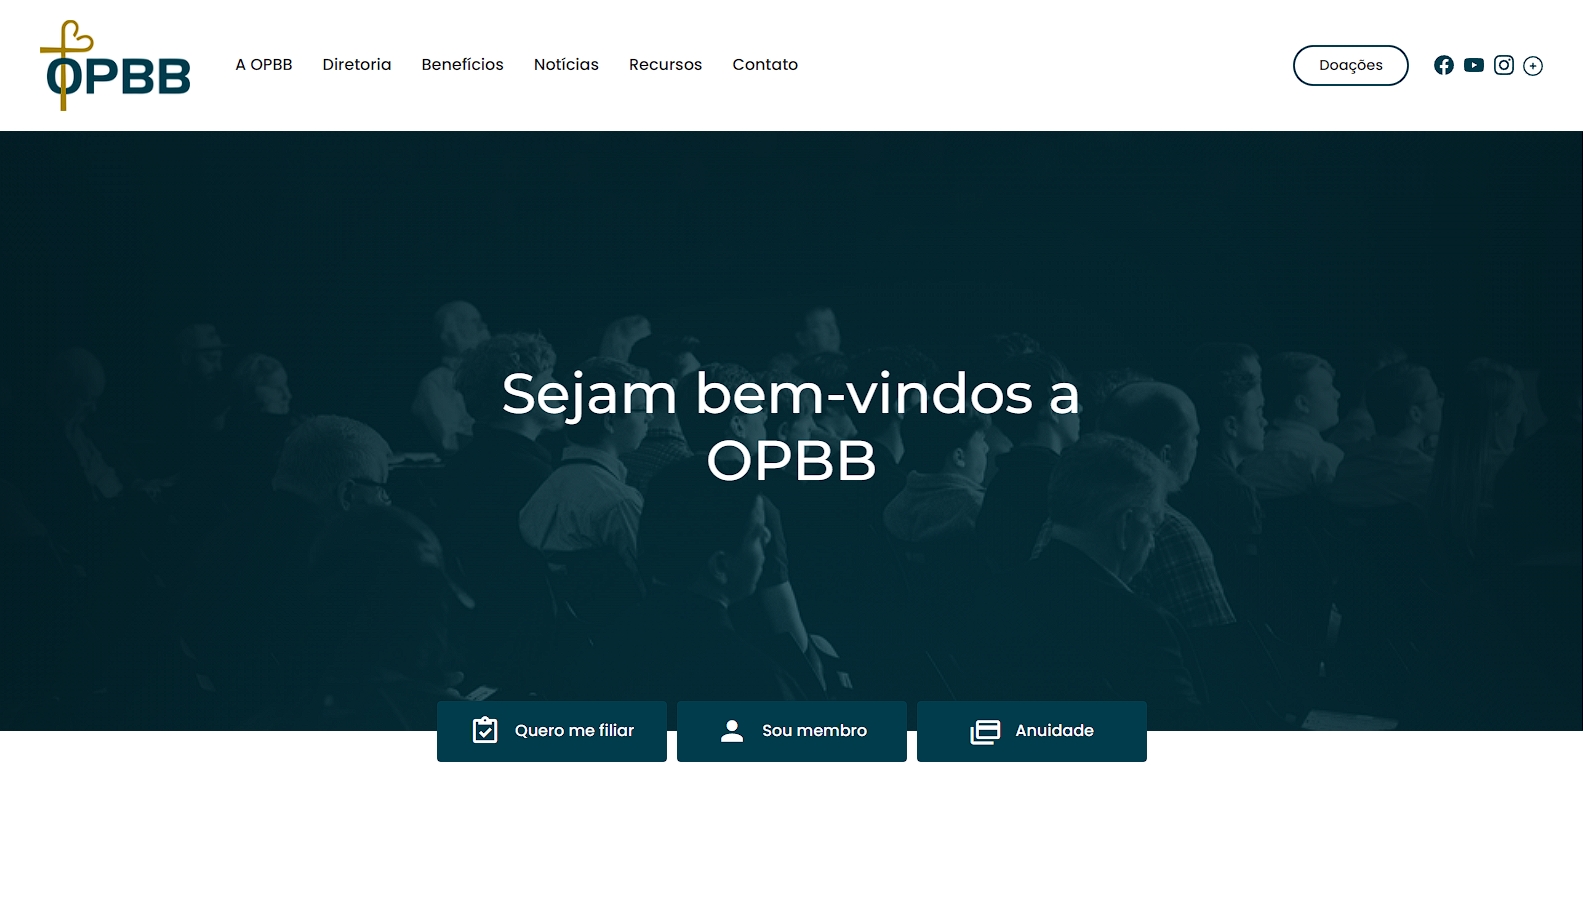 OPBB
A OPBB
Diretoria
Benefícios
Notícias
Recursos
Contato
Doações
Sejam bem-vindos a
OPBB
Quero me filiar
Sou membro
Anuidade